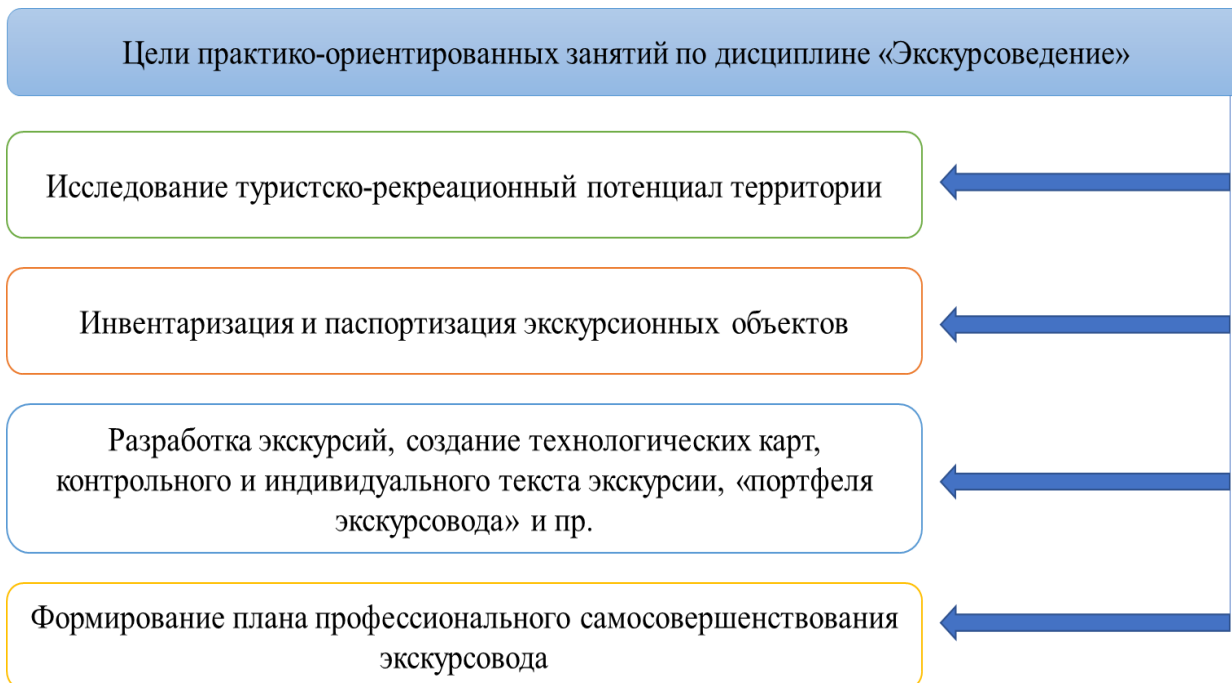 Цели практико-ориентированных занятий по дисциплине «Экскурсоведение»
Исследование туристско-рекреационный потенциал территории
Инвентаризация и паспортизация экскурсионных объектов
Разработка экскурсий, создание технологических карт,
контрольного и индивидуального текста экскурсии, «портфеля
экскурсовода» и пр.
Формирование плана профессионального самосовершенствования
экскурсовода